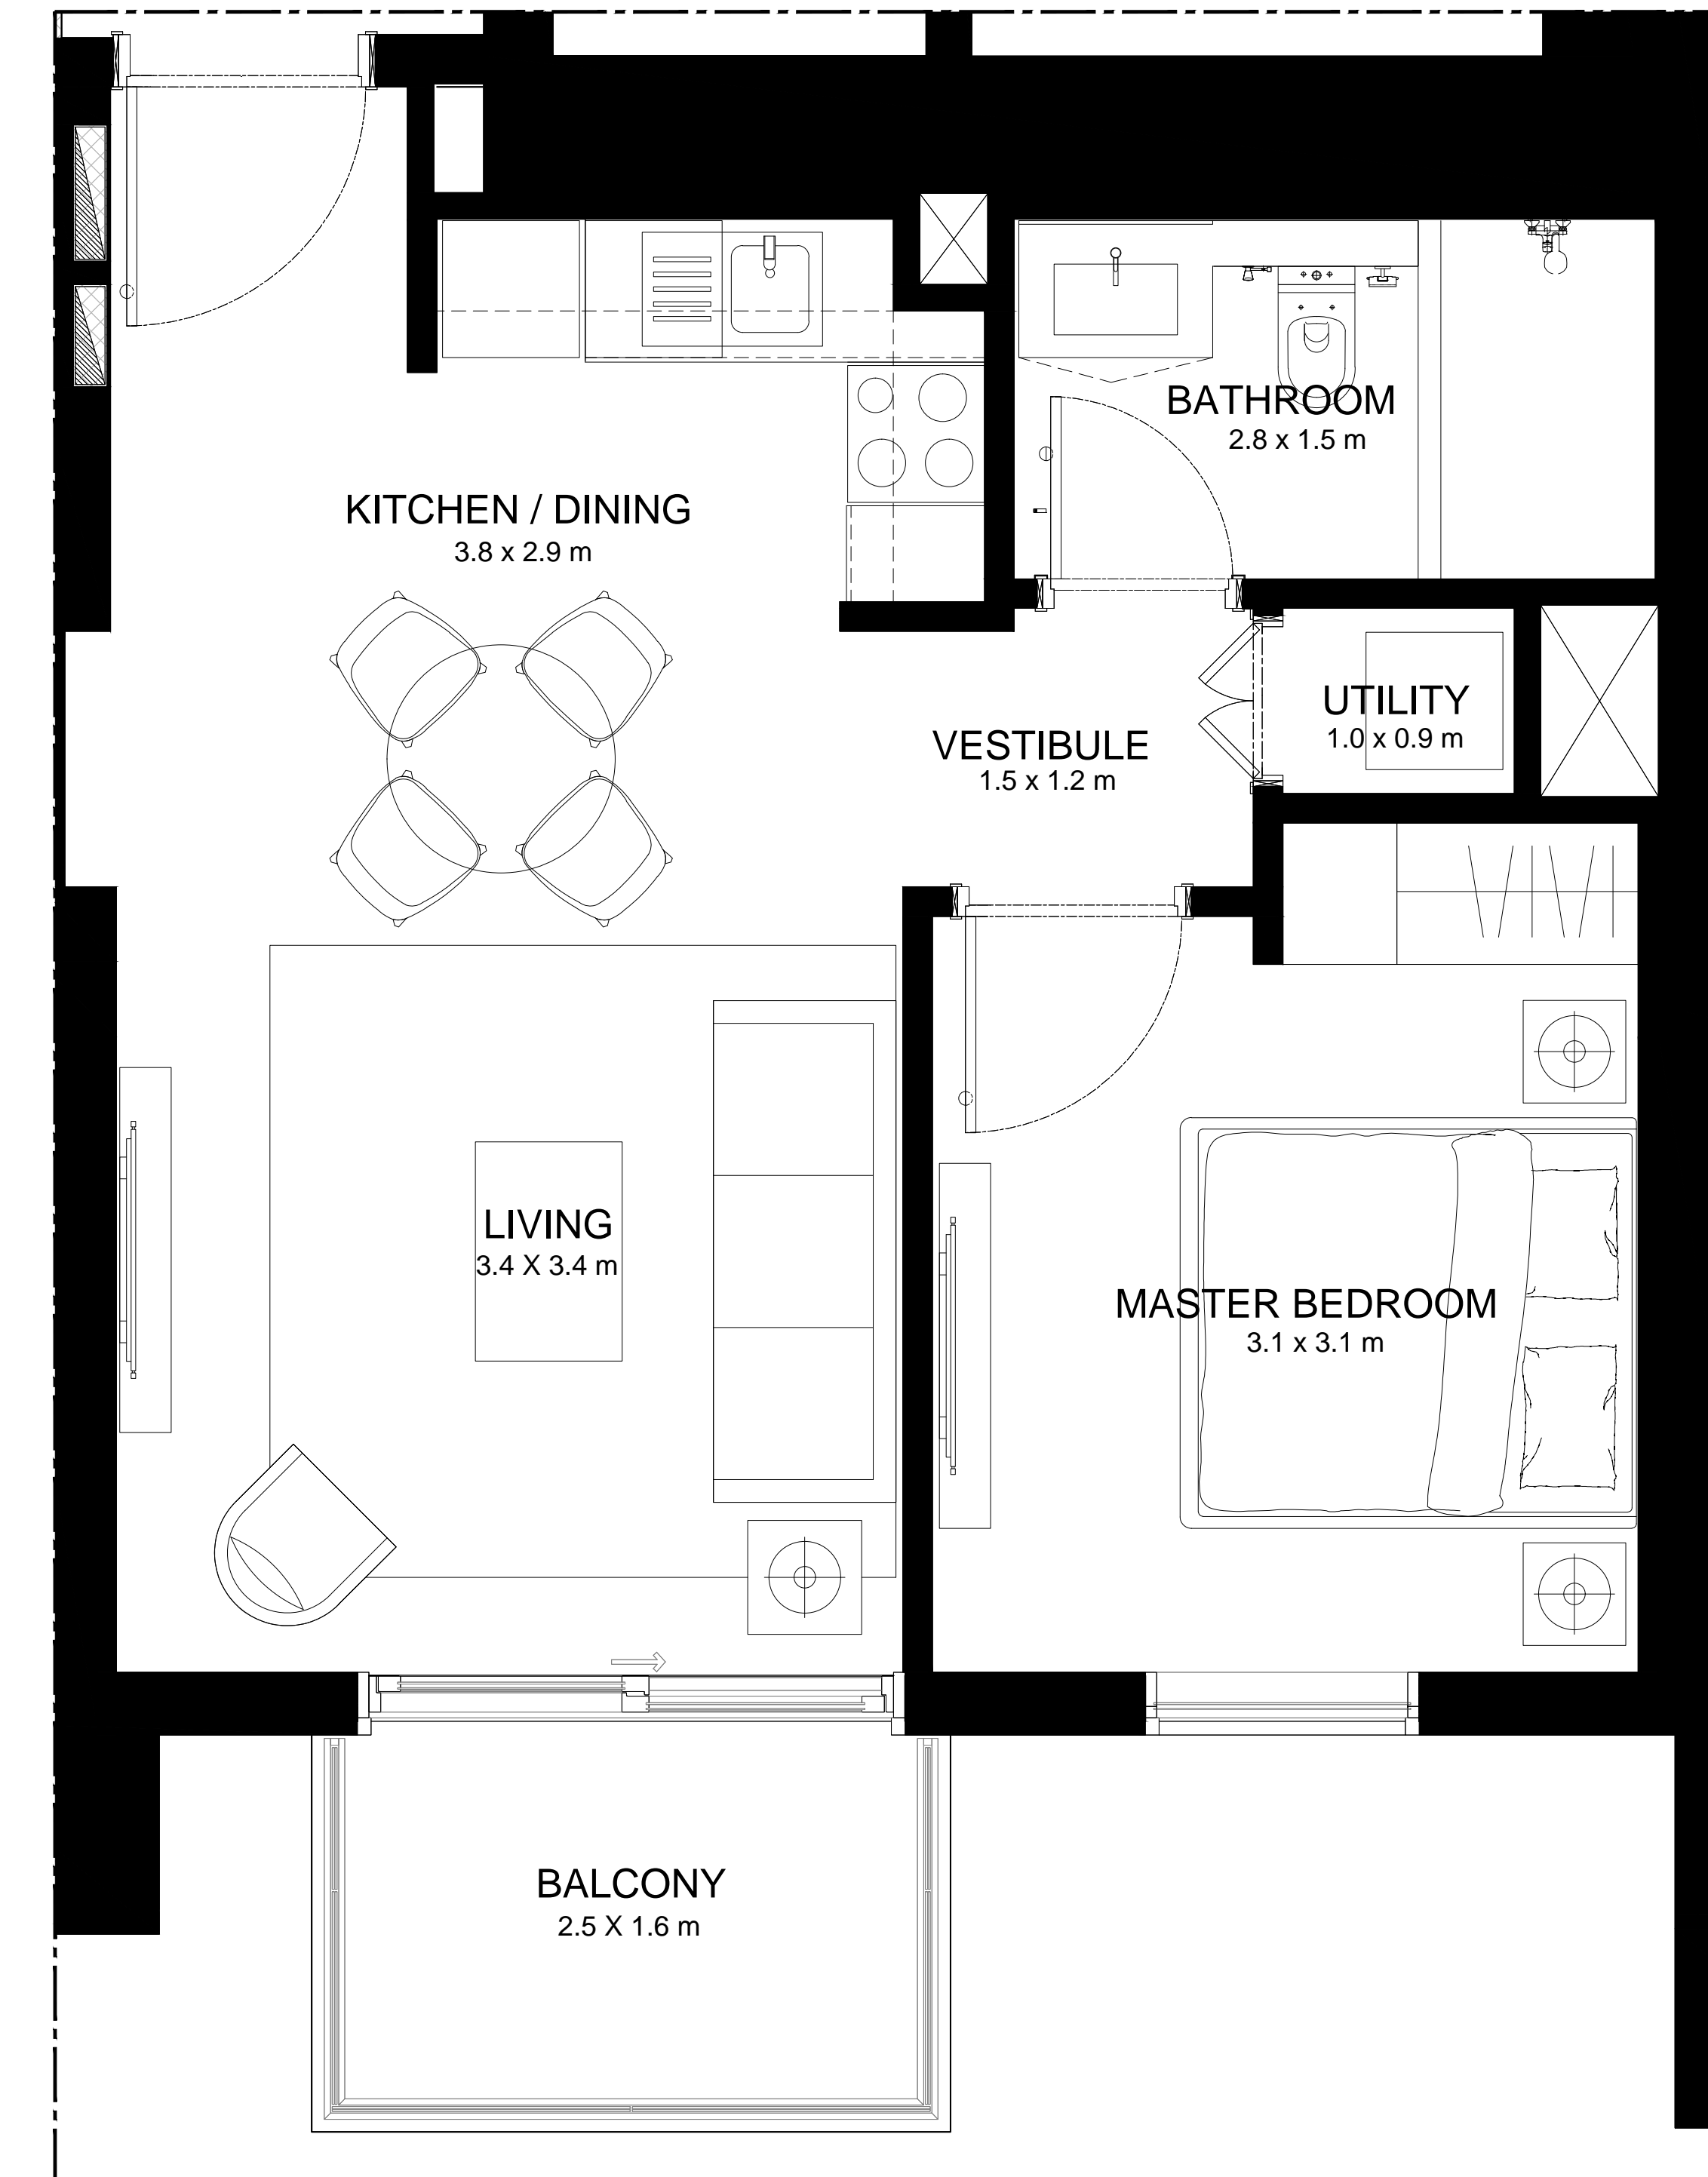 BATHROOM
2.8 x 1.5 m
KITCHEN / DINING
3.8 x 2.9 m
UTILITY
1.0 x 0.9 m
VESTIBULE
1.5 x 1.2 m
LIVING
3.4 X 3.4 m
MASTER BEDROOM
3.1 x 3.1 m
BALCONY
2.5 X 1.6 m